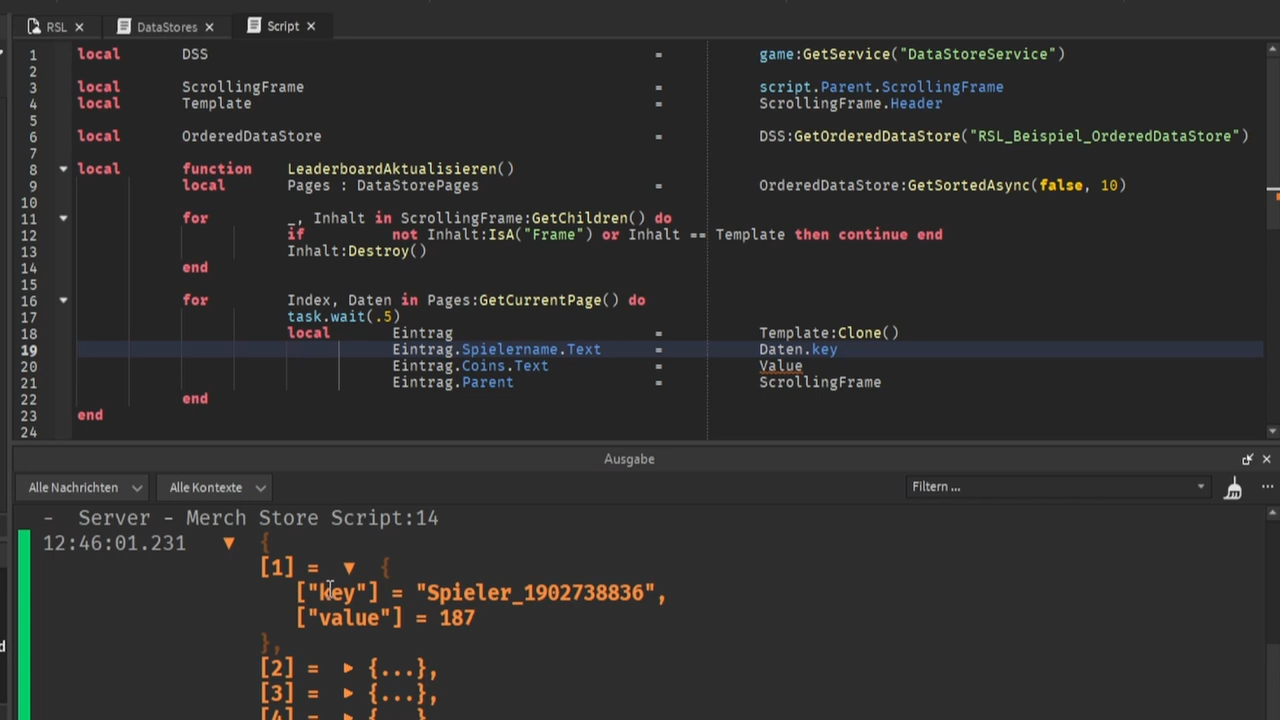 RSL × DataStores × Script ×
1 local DSS = game:GetService("DataStoreService")
2
3 local ScrollingFrame = script.Parent.ScrollingFrame
4 local Template = ScrollingFrame.Header
5
6 local OrderedDataStore = DSS:GetOrderedDataStore("RSL_Beispiel_OrderedDataStore")
7
8 local function LeaderboardAktualisieren()
9 local Pages : DataStorePages = OrderedDataStore:GetSortedAsync(false, 10)
10
11 for _, Inhalt in ScrollingFrame:GetChildren() do
12 if not Inhalt:IsA("Frame") or Inhalt == Template then continue end
13 Inhalt:Destroy()
14 end
15
16 for Index, Daten in Pages:GetCurrentPage() do
17 task.wait(.5)
18 local Eintrag = Template:Clone()
19 Eintrag.Spielername.Text = Daten.key
20 Eintrag.Coins.Text = Value
21 Eintrag.Parent = ScrollingFrame
22 end
23 end
24
Ausgabe
Alle Nachrichten Alle Kontexte Filtern ...
- Server - Merch Store Script:14
12:46:01.231 ▼ {
[1] = ▼ {
["key"] = "Spieler_1902738836",
["value"] = 187
},
[2] = ▶ {...},
[3] = ▶ {...},
[4] = ▶ {...},